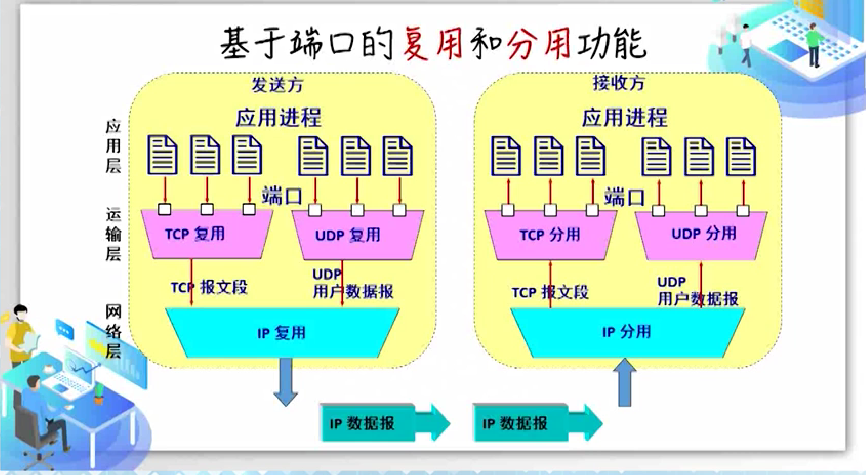 基于端口的复用和分用功能
发送方
接收方
应用进程
应用进程
应用层
端口
端口
运输层
TCP 复用
UDP 复用
TCP 分用
UDP 分用
TCP 报文段
UDP
用户数据报
TCP 报文段
UDP
用户数据报
网络层
IP 复用
IP 分用
IP 数据报
IP 数据报